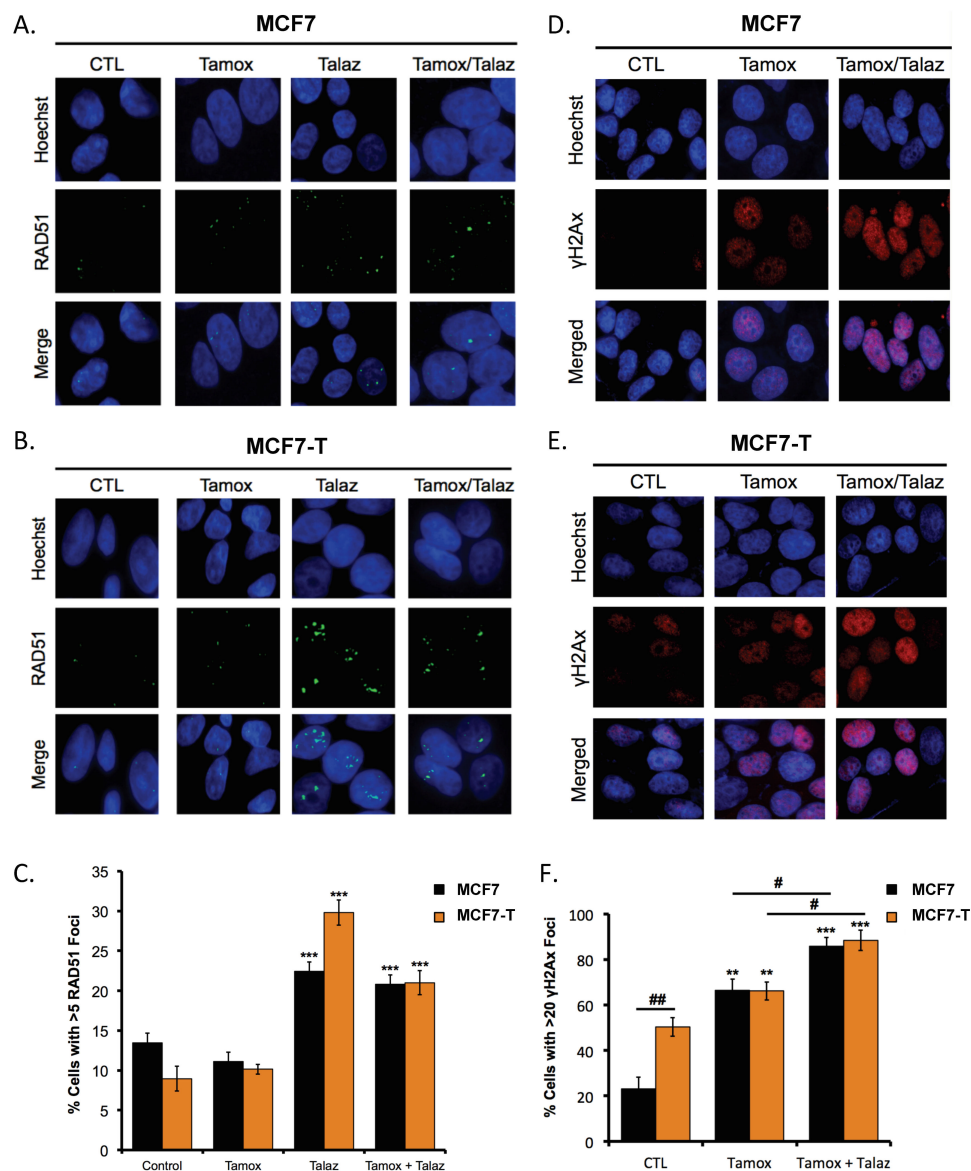 A.
MCF7
CTL Tamox Talaz Tamox/Talaz
Hoechst
RAD51
Merge
B.
MCF7-T
CTL Tamox Talaz Tamox/Talaz
Hoechst
RAD51
Merge
C.
% Cells with >5 RAD51 Foci
35
30
25
20
15
10
5
0
MCF7
MCF7-T
***
***
***
***
Control Tamox Talaz Tamox + Talaz
D.
MCF7
CTL Tamox Tamox/Talaz
Hoechst
γH2Ax
Merged
E.
MCF7-T
CTL Tamox Tamox/Talaz
Hoechst
γH2Ax
Merged
F.
% Cells with >20 γH2Ax Foci
100
80
60
40
20
0
MCF7
MCF7-T
#
#
##
**
**
***
***
CTL Tamox Tamox + Talaz